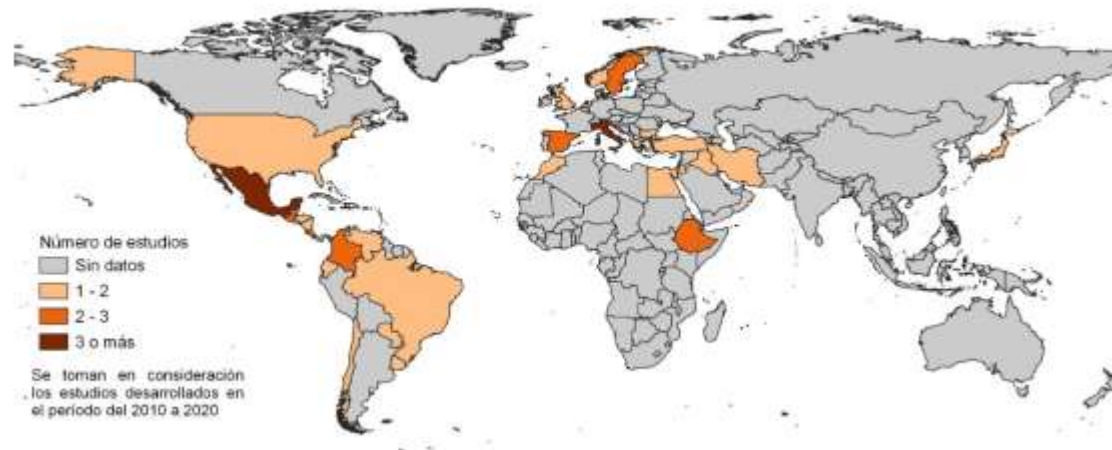 Número de estudios
Sin datos
1 - 2
2 - 3
3 o más
Se toman en consideración
los estudios desarrollados en
el período del 2010 a 2020